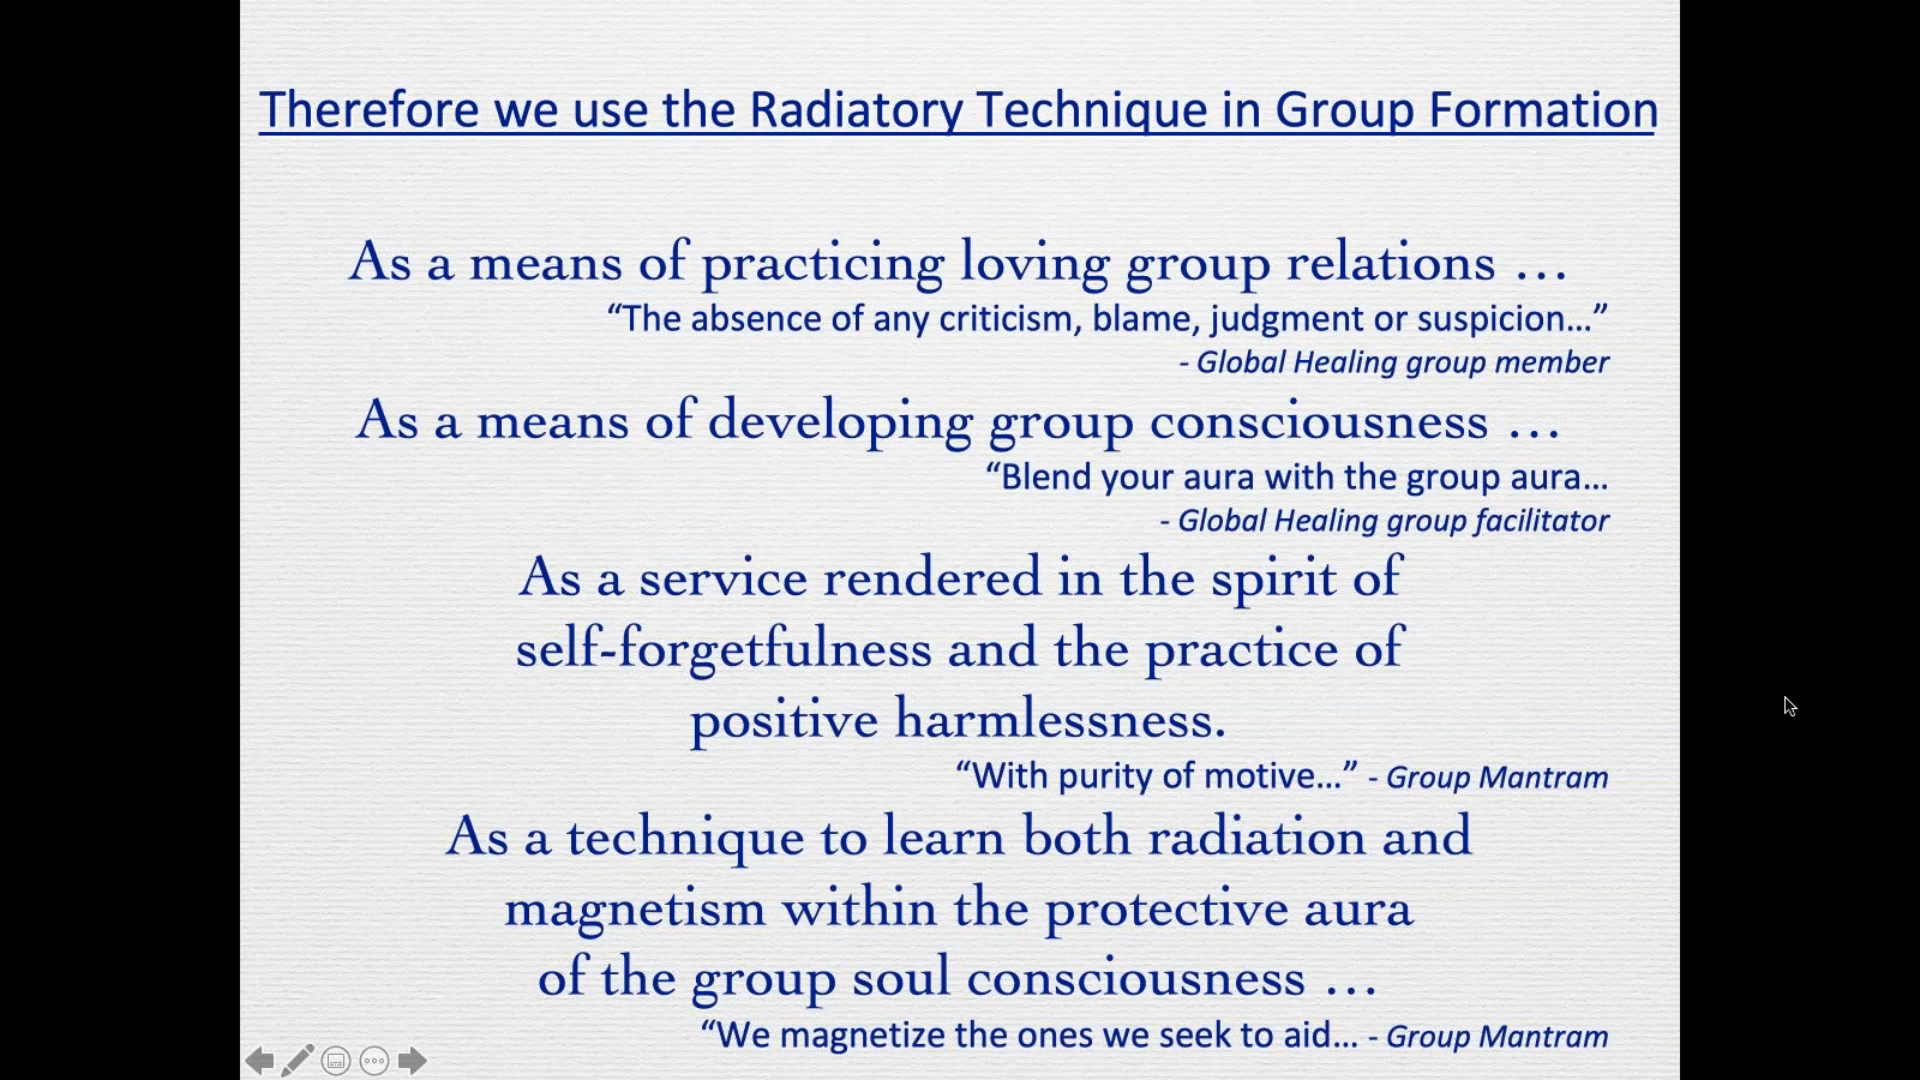 Therefore we use the Radiatory Technique in Group Formation
As a means of practicing loving group relations …
“The absence of any criticism, blame, judgment or suspicion…”
- Global Healing group member
As a means of developing group consciousness …
“Blend your aura with the group aura…
- Global Healing group facilitator
As a service rendered in the spirit of
self-forgetfulness and the practice of
positive harmlessness.
“With purity of motive…” - Group Mantram
As a technique to learn both radiation and
magnetism within the protective aura
of the group soul consciousness …
“We magnetize the ones we seek to aid… - Group Mantram